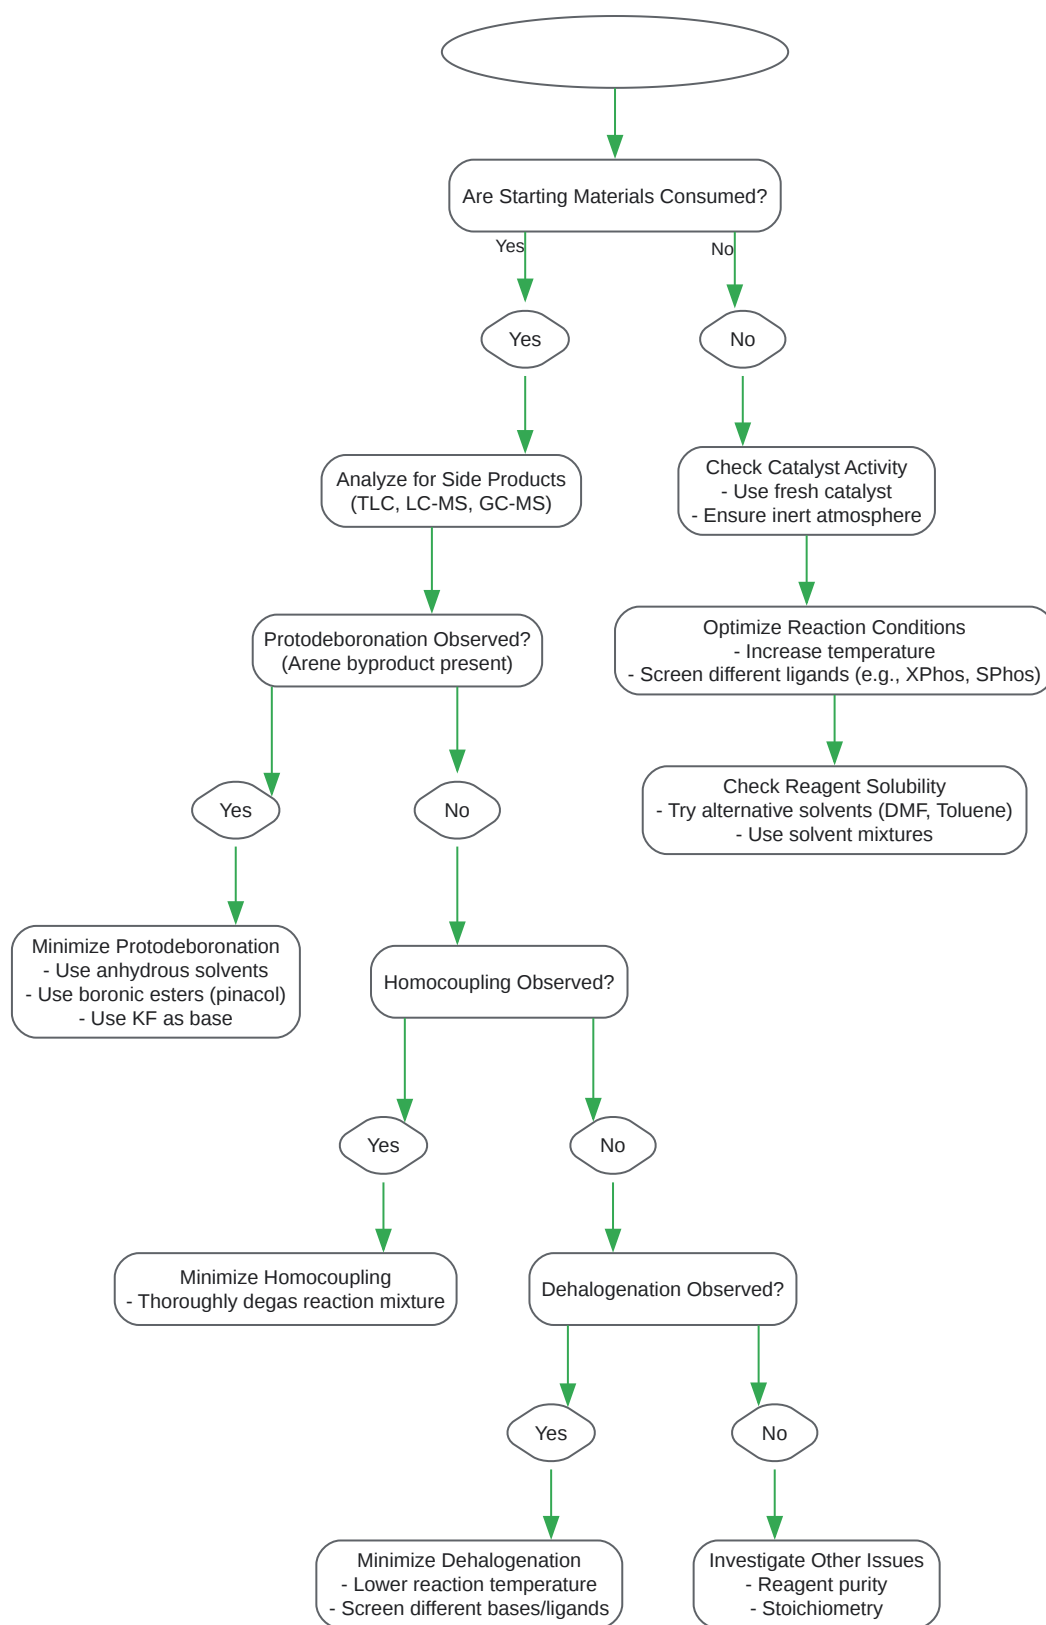 Are Starting Materials Consumed?
Yes
No
Yes
No
Analyze for Side Products
(TLC, LC-MS, GC-MS)
Check Catalyst Activity
- Use fresh catalyst
- Ensure inert atmosphere
Protodeboronation Observed?
(Arene byproduct present)
Optimize Reaction Conditions
- Increase temperature
- Screen different ligands (e.g., XPhos, SPhos)
Yes
No
Check Reagent Solubility
- Try alternative solvents (DMF, Toluene)
- Use solvent mixtures
Minimize Protodeboronation
- Use anhydrous solvents
- Use boronic esters (pinacol)
- Use KF as base
Homocoupling Observed?
Yes
No
Minimize Homocoupling
- Thoroughly degas reaction mixture
Dehalogenation Observed?
Yes
No
Minimize Dehalogenation
- Lower reaction temperature
- Screen different bases/ligands
Investigate Other Issues
- Reagent purity
- Stoichiometry